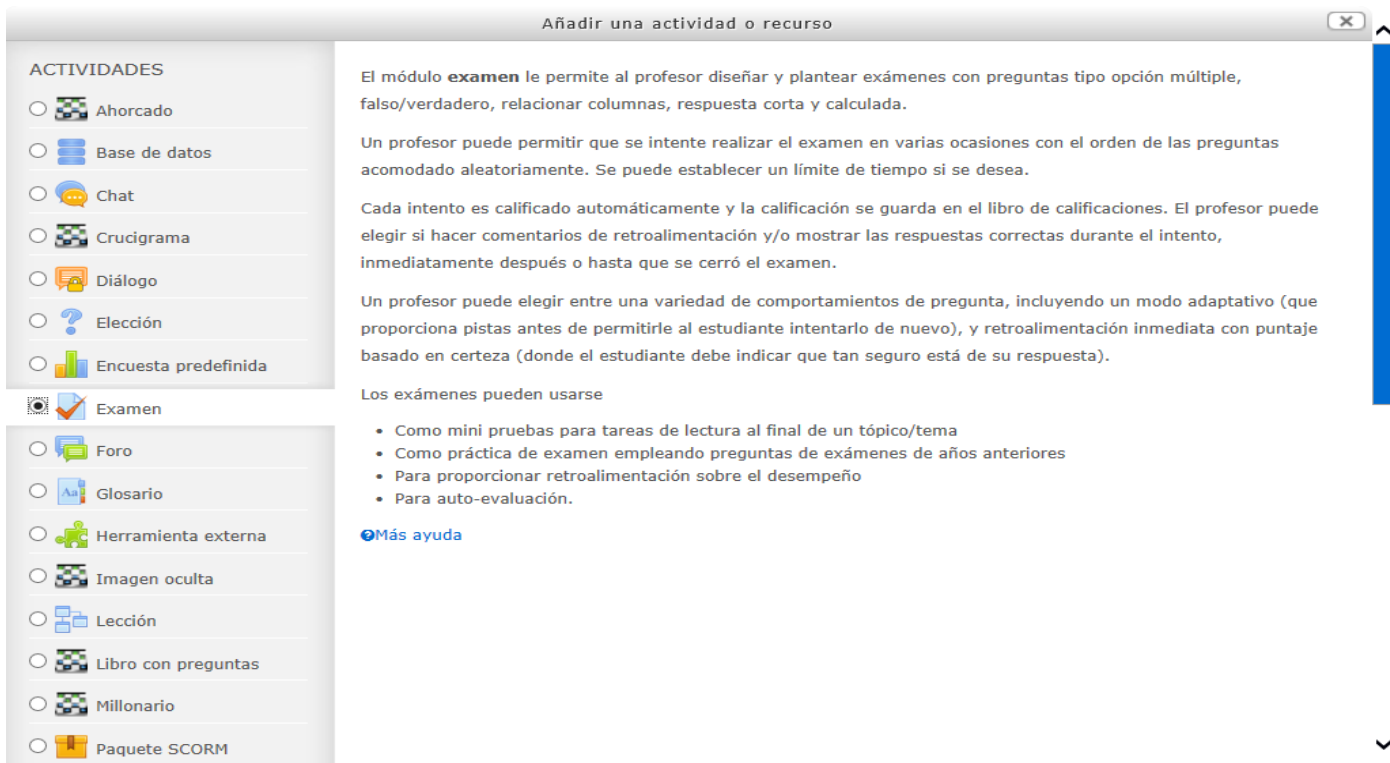 Añadir una actividad o recurso
ACTIVIDADES
Ahorcado
Base de datos
Chat
Crucigrama
Diálogo
Elección
Encuesta predefinida
Examen
Foro
Glosario
Herramienta externa
Imagen oculta
Lección
Libro con preguntas
Millonario
Paquete SCORM
El módulo examen le permite al profesor diseñar y plantear exámenes con preguntas tipo opción múltiple,
falso/verdadero, relacionar columnas, respuesta corta y calculada.
Un profesor puede permitir que se intente realizar el examen en varias ocasiones con el orden de las preguntas
acomodado aleatoriamente. Se puede establecer un límite de tiempo si se desea.
Cada intento es calificado automáticamente y la calificación se guarda en el libro de calificaciones. El profesor puede
elegir si hacer comentarios de retroalimentación y/o mostrar las respuestas correctas durante el intento,
inmediatamente después o hasta que se cerró el examen.
Un profesor puede elegir entre una variedad de comportamientos de pregunta, incluyendo un modo adaptativo (que
proporciona pistas antes de permitirle al estudiante intentarlo de nuevo), y retroalimentación inmediata con puntaje
basado en certeza (donde el estudiante debe indicar que tan seguro está de su respuesta).
Los exámenes pueden usarse
• Como mini pruebas para tareas de lectura al final de un tópico/tema
• Como práctica de examen empleando preguntas de exámenes de años anteriores
• Para proporcionar retroalimentación sobre el desempeño
• Para auto-evaluación.
Más ayuda